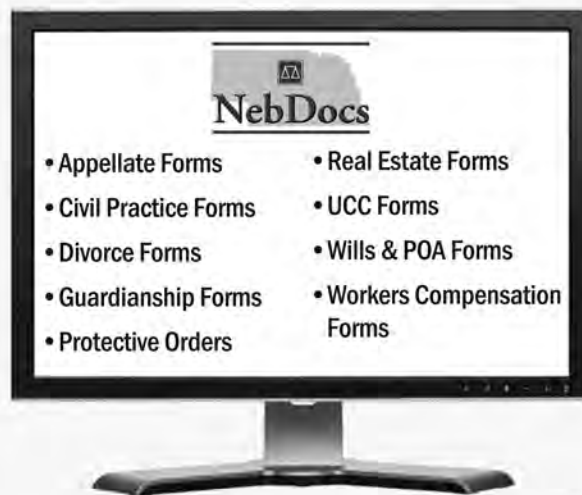 NebDocs
• Appellate Forms
• Civil Practice Forms
• Divorce Forms
• Guardianship Forms
• Protective Orders
• Real Estate Forms
• UCC Forms
• Wills & POA Forms
• Workers Compensation
Forms